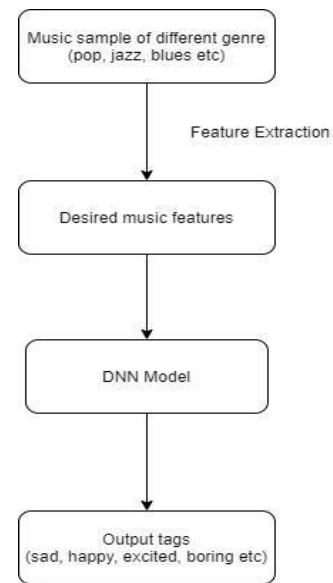 Music sample of different genre
(pop, jazz, blues etc)
Feature Extraction
Desired music features
DNN Model
Output tags
(sad, happy, excited, boring etc)